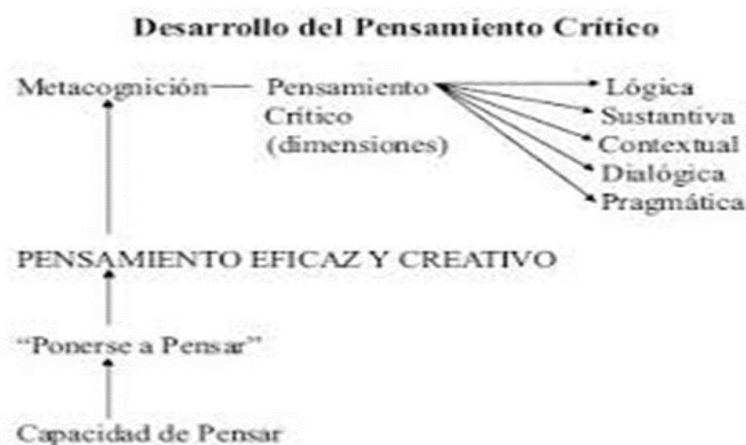 Desarrollo del Pensamiento Crítico
Metacognición
Pensamiento
Crítico
(dimensiones)
Lógica
Sustantiva
Contextual
Dialógica
Pragmática
PENSAMIENTO EFICAZ Y CREATIVO
“Ponerse a Pensar”
Capacidad de Pensar